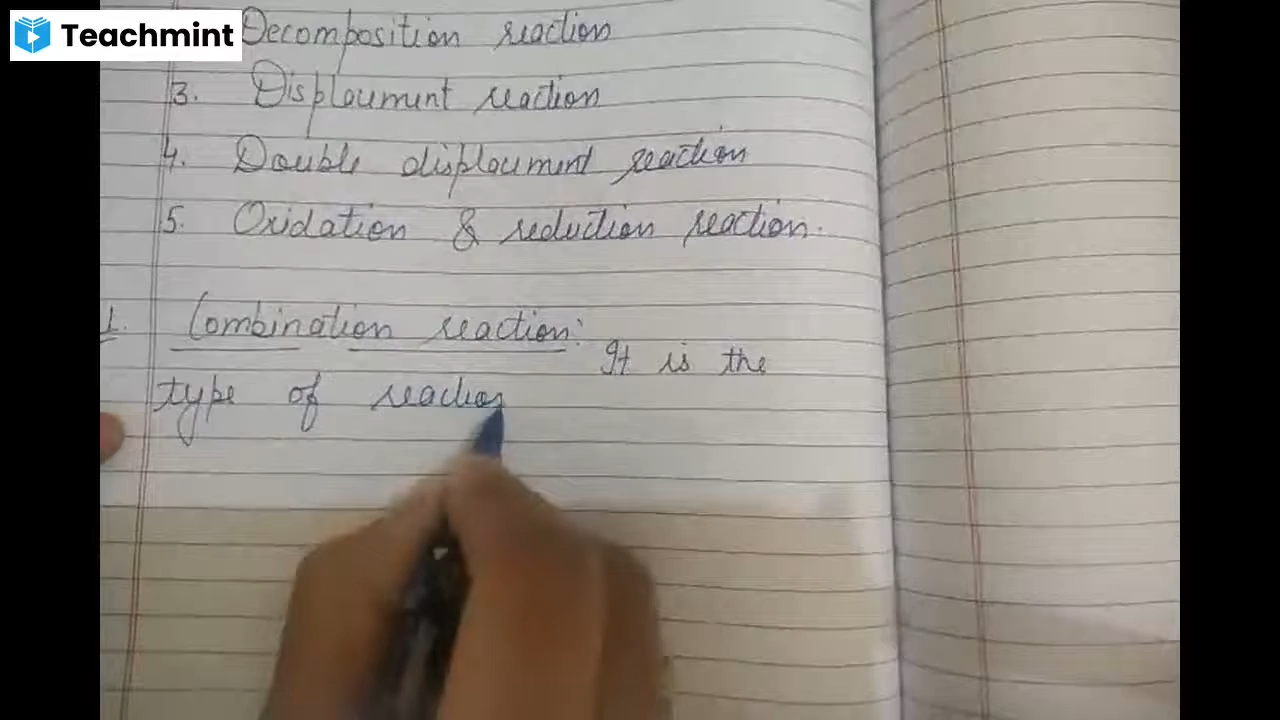 Teachmint
Decomposition reaction
3. Displacement reaction
4. Double displacement reaction
5. Oxidation & reduction reaction.
1. Combination reaction: It is the
type of reaction